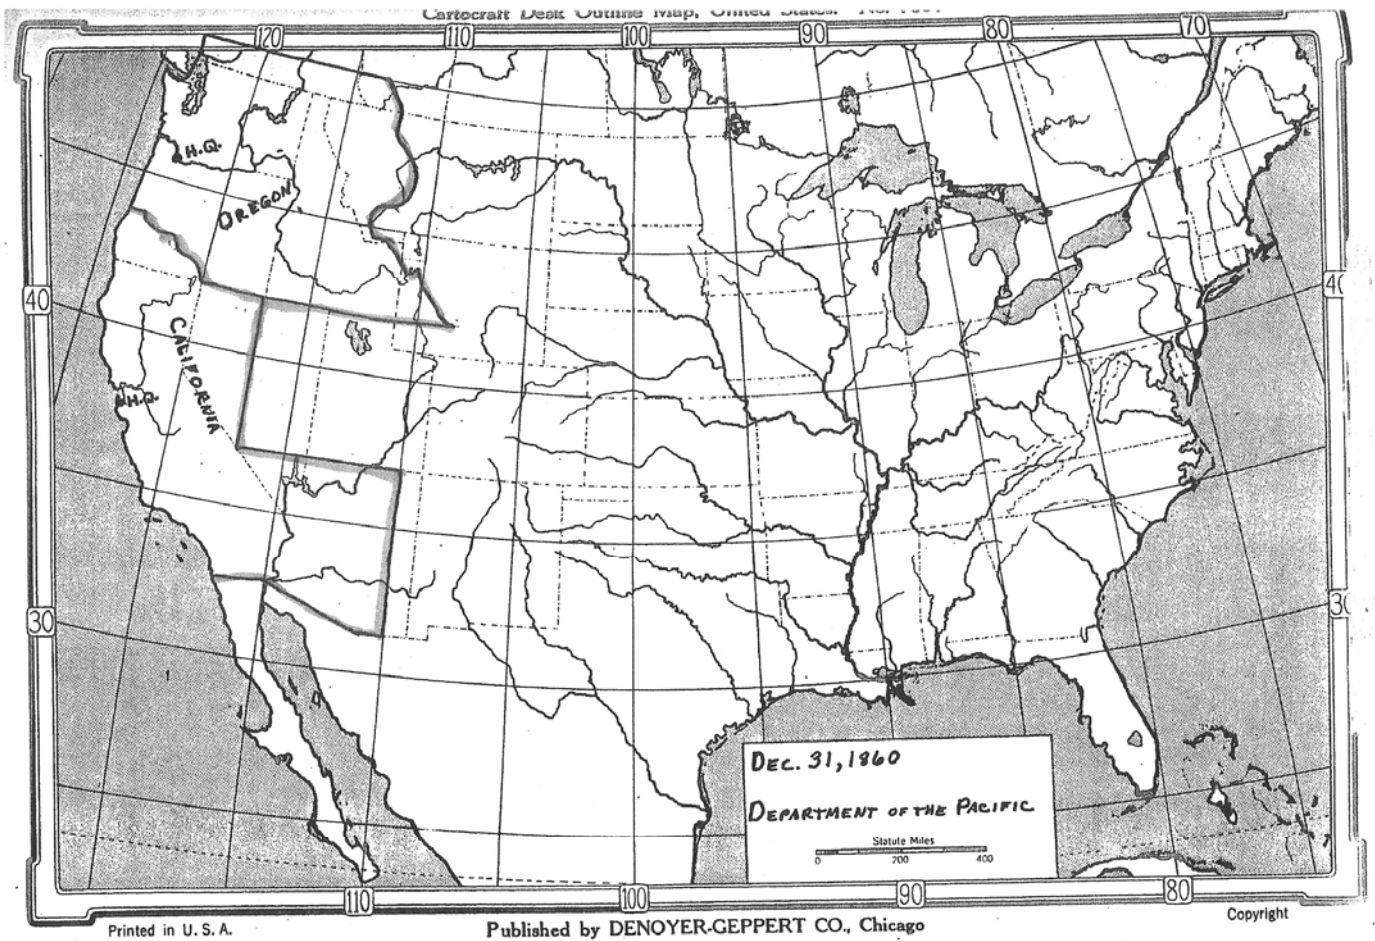 Cartocraft Desk Outline Map, United States.
120
110
100
90
80
70
H.Q.
OREGON
40
40
CALIFORNIA
H.Q.
30
30
DEC. 31, 1860
DEPARTMENT OF THE PACIFIC
Statute Miles
0 200 400
110
100
90
80
Printed in U. S. A.
Published by DENOYER-GEPPERT CO., Chicago
Copyright